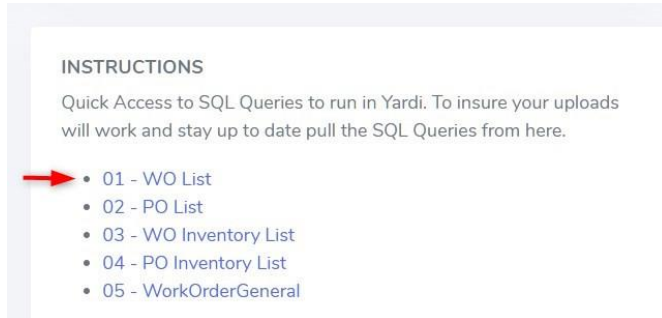 INSTRUCTIONS
Quick Access to SQL Queries to run in Yardi. To insure your uploads
will work and stay up to date pull the SQL Queries from here.
• 01 - WO List
• 02 - PO List
• 03 - WO Inventory List
• 04 - PO Inventory List
• 05 - WorkOrderGeneral